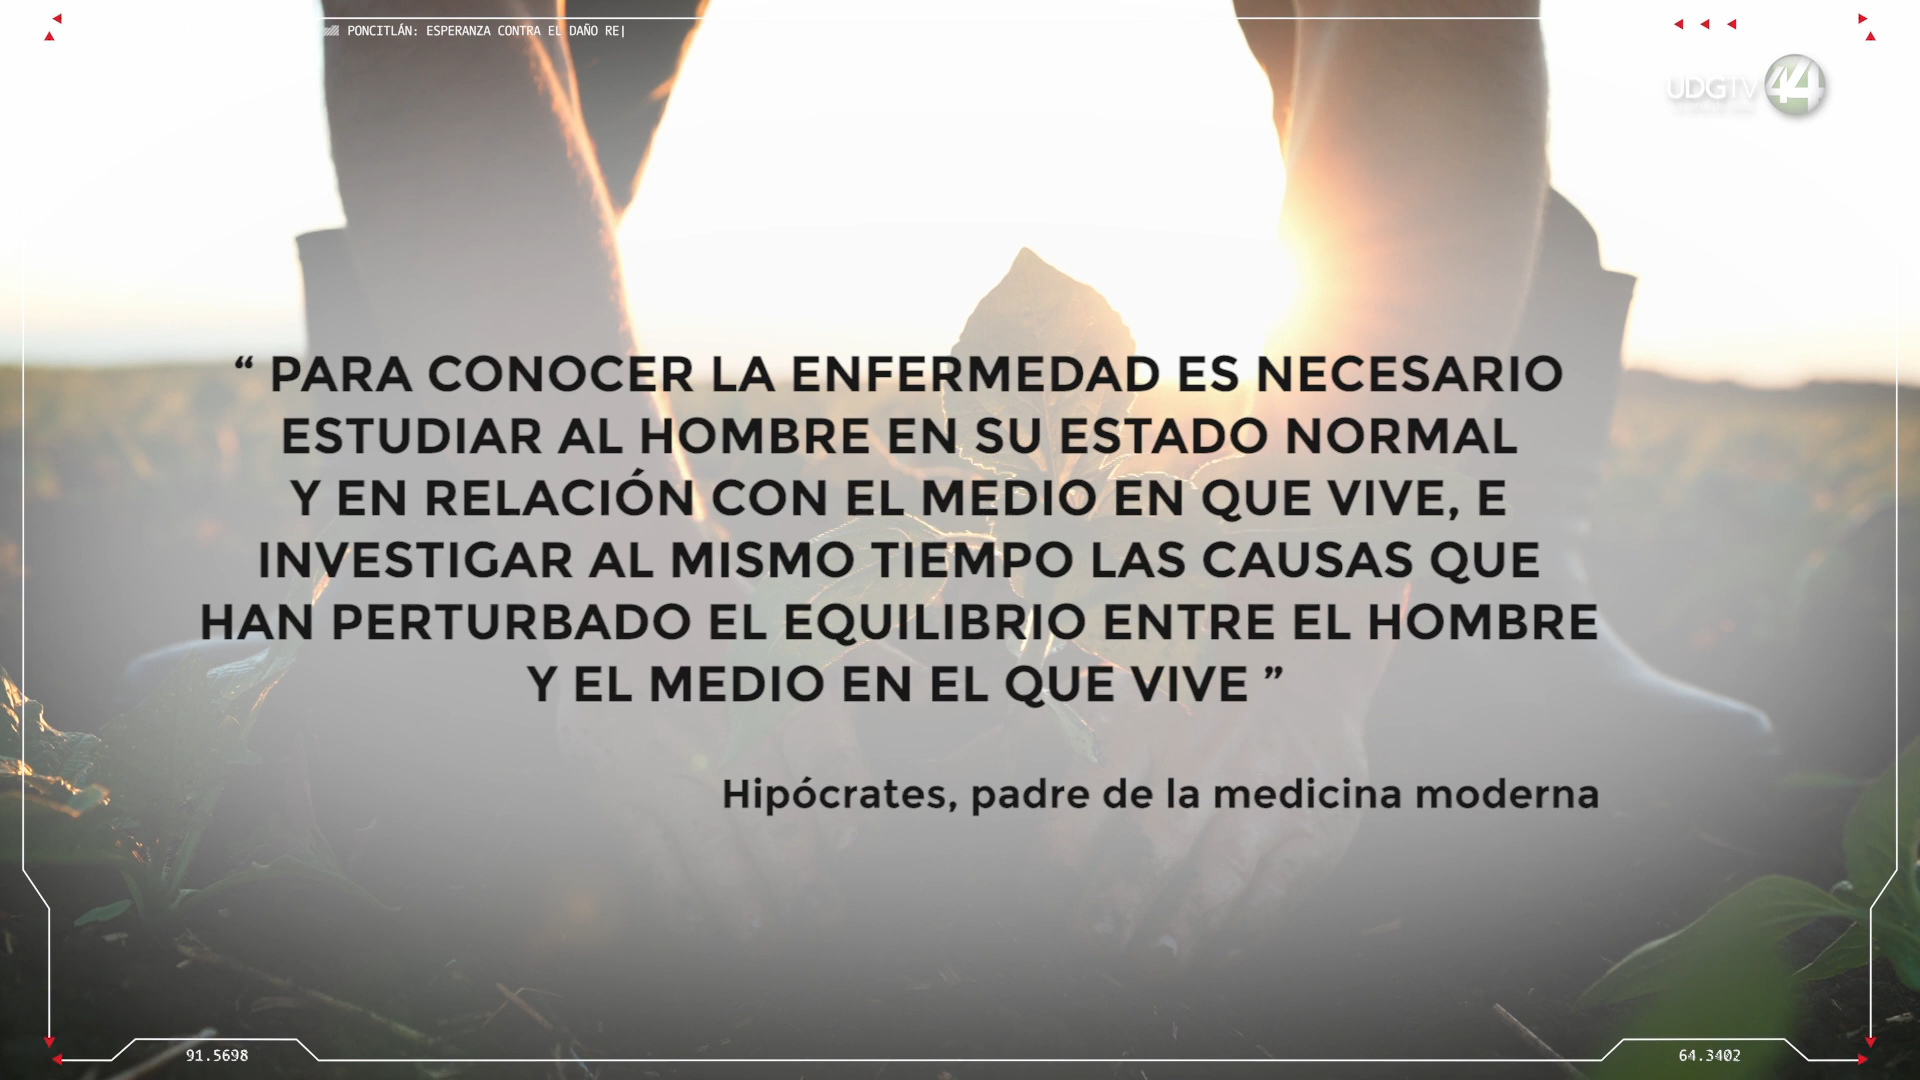 PONCITLÁN: ESPERANZA CONTRA EL DAÑO RE|
UDGTV 44
“ PARA CONOCER LA ENFERMEDAD ES NECESARIO
ESTUDIAR AL HOMBRE EN SU ESTADO NORMAL
Y EN RELACIÓN CON EL MEDIO EN QUE VIVE, E
INVESTIGAR AL MISMO TIEMPO LAS CAUSAS QUE
HAN PERTURBADO EL EQUILIBRIO ENTRE EL HOMBRE
Y EL MEDIO EN EL QUE VIVE ”
Hipócrates, padre de la medicina moderna
91.5698
64.3402